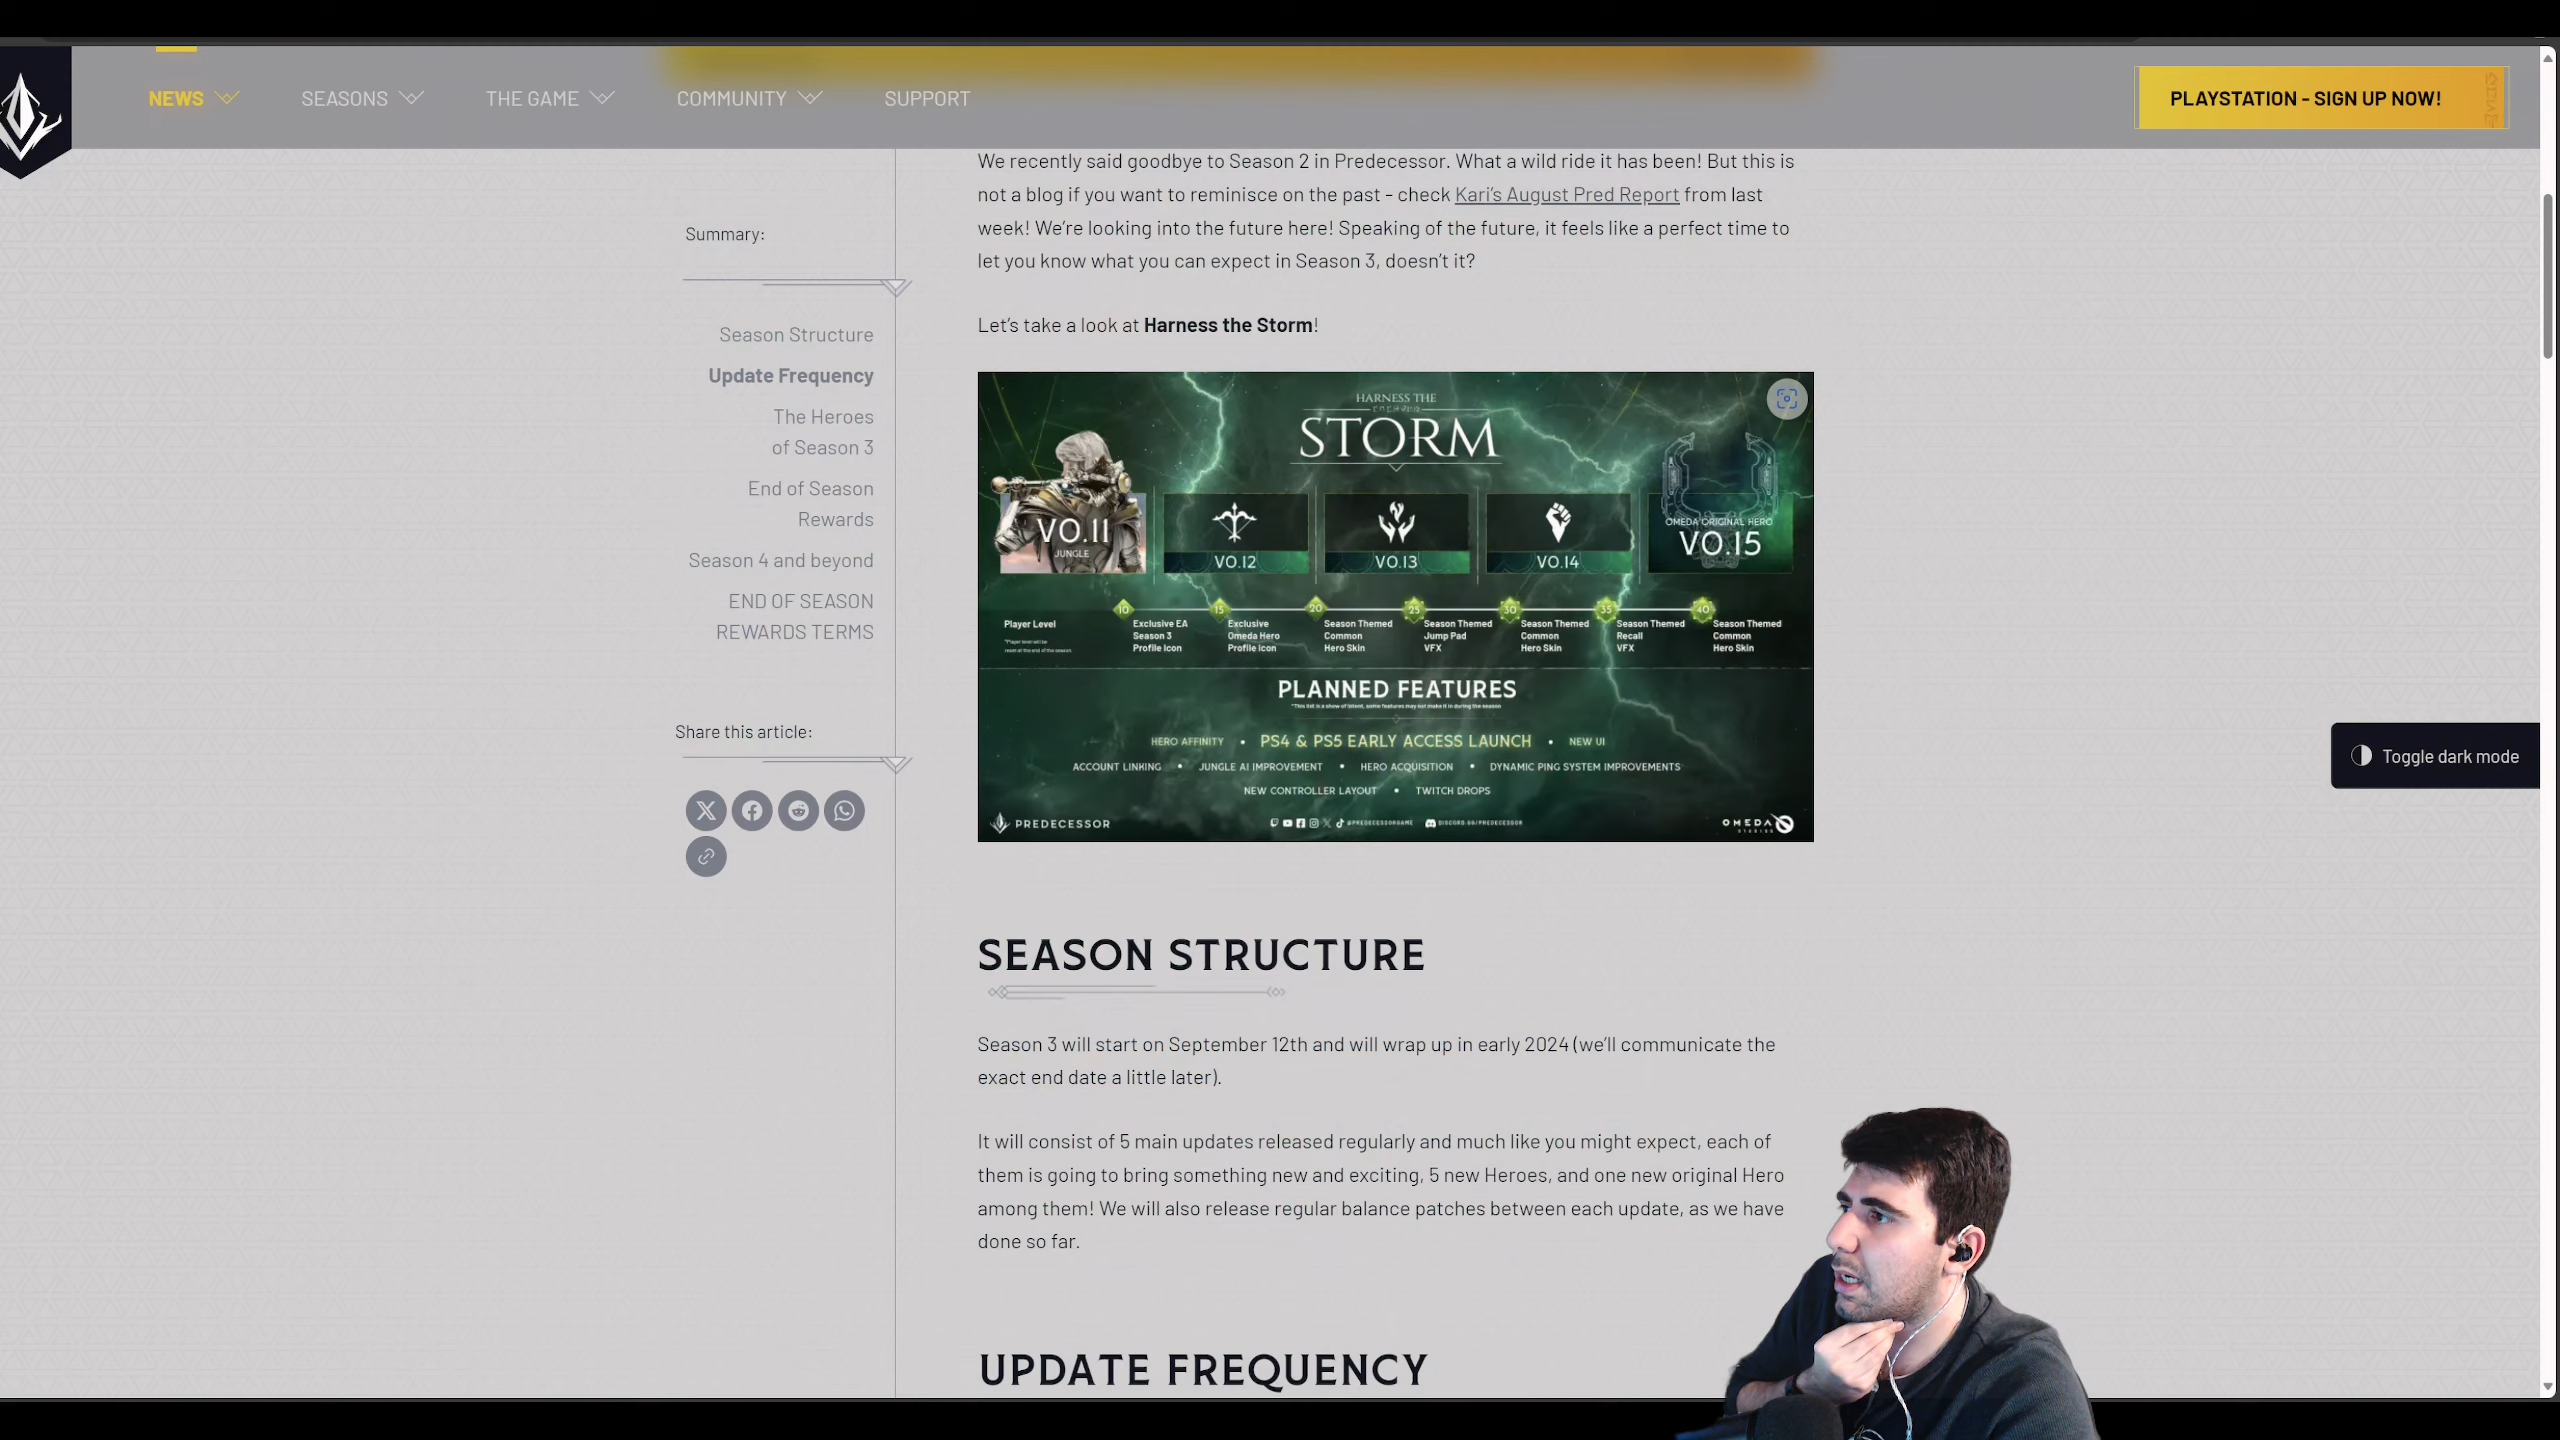 NEWS
SEASONS
THE GAME
COMMUNITY
SUPPORT
PLAYSTATION - SIGN UP NOW!
Summary:
Season Structure
Update Frequency
The Heroes
of Season 3
End of Season
Rewards
Season 4 and beyond
END OF SEASON
REWARDS TERMS
Share this article:
We recently said goodbye to Season 2 in Predecessor. What a wild ride it has been! But this is
not a blog if you want to reminisce on the past - check Kari's August Pred Report from last
week! We're looking into the future here! Speaking of the future, it feels like a perfect time to
let you know what you can expect in Season 3, doesn't it?
Let's take a look at Harness the Storm!
HARNESS THE
STORM
V0.11
JUNGLE
V0.12
V0.13
V0.14
OMEDA ORIGINAL HERO
V0.15
Player Level
*Player level will be
reset at the end of the season.
10
Exclusive EA
Season 3
Profile Icon
15
Exclusive
Omeda Hero
Profile Icon
20
Season Themed
Common
Hero Skin
25
Season Themed
Jump Pad
VFX
30
Season Themed
Common
Hero Skin
35
Season Themed
Recall
VFX
40
Season Themed
Common
Hero Skin
PLANNED FEATURES
*This list is a show of intent, some features may not make it in during the season
HERO AFFINITY • PS4 & PS5 EARLY ACCESS LAUNCH • NEW UI
ACCOUNT LINKING • JUNGLE AI IMPROVEMENT • HERO ACQUISITION • DYNAMIC PING SYSTEM IMPROVEMENTS
NEW CONTROLLER LAYOUT • TWITCH DROPS
PREDECESSOR
@PREDECESSORGAME
DISCORD.GG/PREDECESSOR
OMEDA
STUDIOS
Toggle dark mode
SEASON STRUCTURE
Season 3 will start on September 12th and will wrap up in early 2024 (we'll communicate the
exact end date a little later).
It will consist of 5 main updates released regularly and much like you might expect, each of
them is going to bring something new and exciting, 5 new Heroes, and one new original Hero
among them! We will also release regular balance patches between each update, as we have
done so far.
UPDATE FREQUENCY